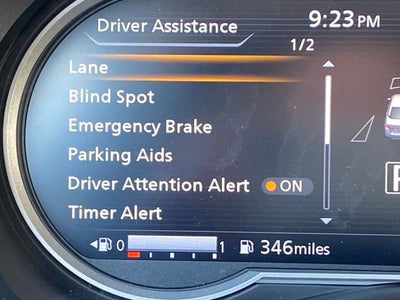 Driver Assistance
9:23 PM
1/2
Lane
Blind Spot
Emergency Brake
Parking Aids
Driver Attention Alert ON
Timer Alert
0 1 346miles